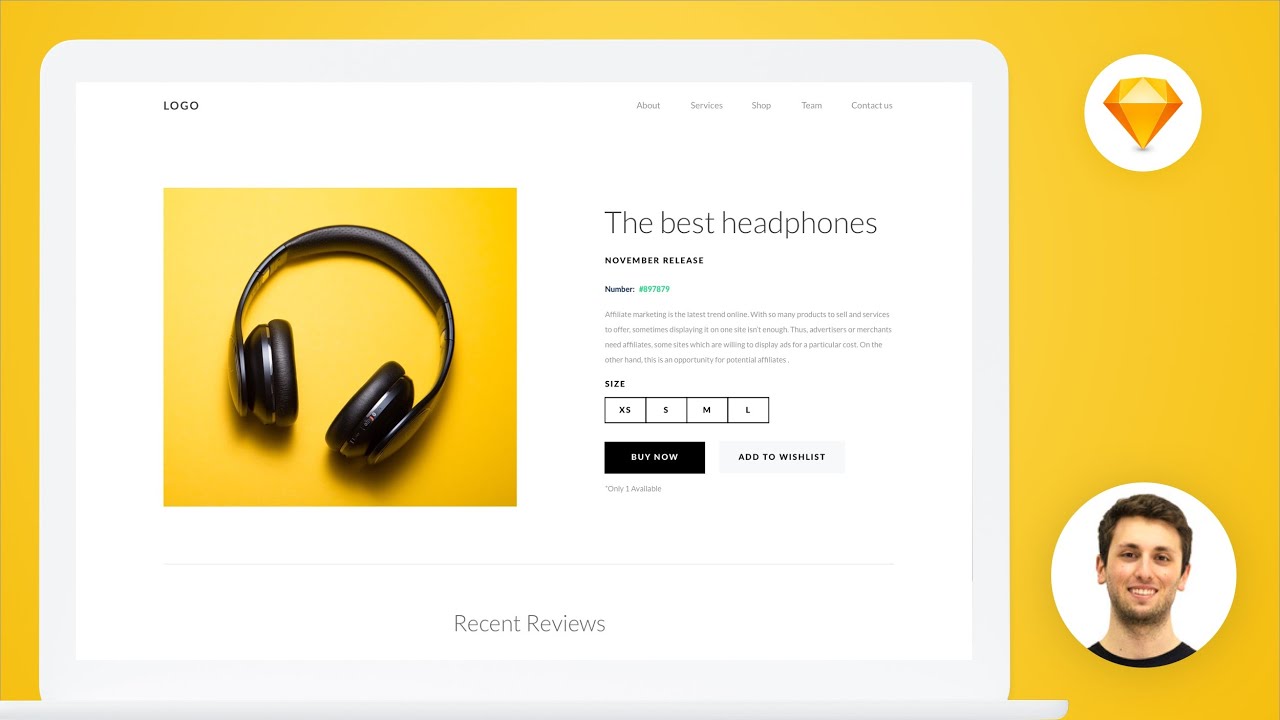 LOGO
About Services Shop Team Contact us
The best headphones
NOVEMBER RELEASE
Number: #897879
Affiliate marketing is the latest trend online. With so many products to sell and services
to offer, sometimes displaying it on one site isn't enough. Thus, advertisers or merchants
need affiliates, some sites which are willing to display ads for a particular cost. On the
other hand, this is an opportunity for potential affiliates .
SIZE
XS S M L
BUY NOW ADD TO WISHLIST
*Only 1 Available
Recent Reviews